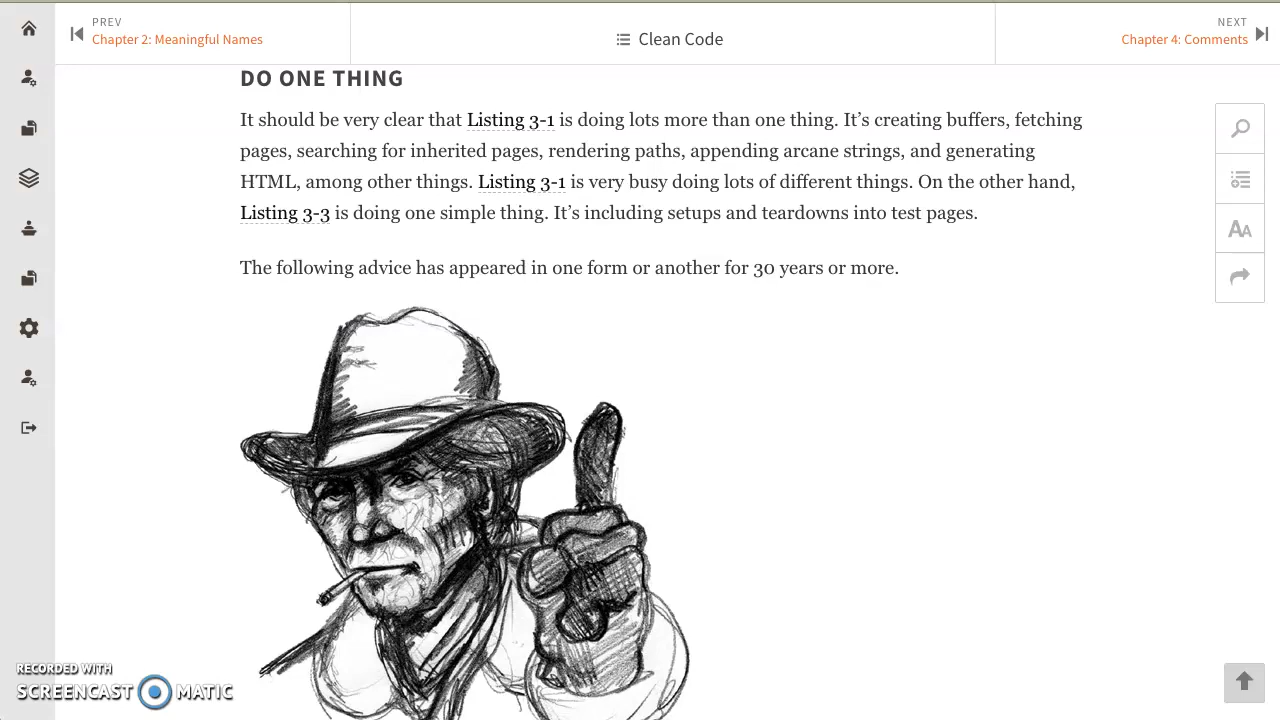 PREV
Chapter 2: Meaningful Names
Clean Code
NEXT
Chapter 4: Comments
DO ONE THING
It should be very clear that Listing 3-1 is doing lots more than one thing. It’s creating buffers, fetching
pages, searching for inherited pages, rendering paths, appending arcane strings, and generating
HTML, among other things. Listing 3-1 is very busy doing lots of different things. On the other hand,
Listing 3-3 is doing one simple thing. It’s including setups and teardowns into test pages.
The following advice has appeared in one form or another for 30 years or more.
AA
RECORDED WITH
SCREENCAST MATIC